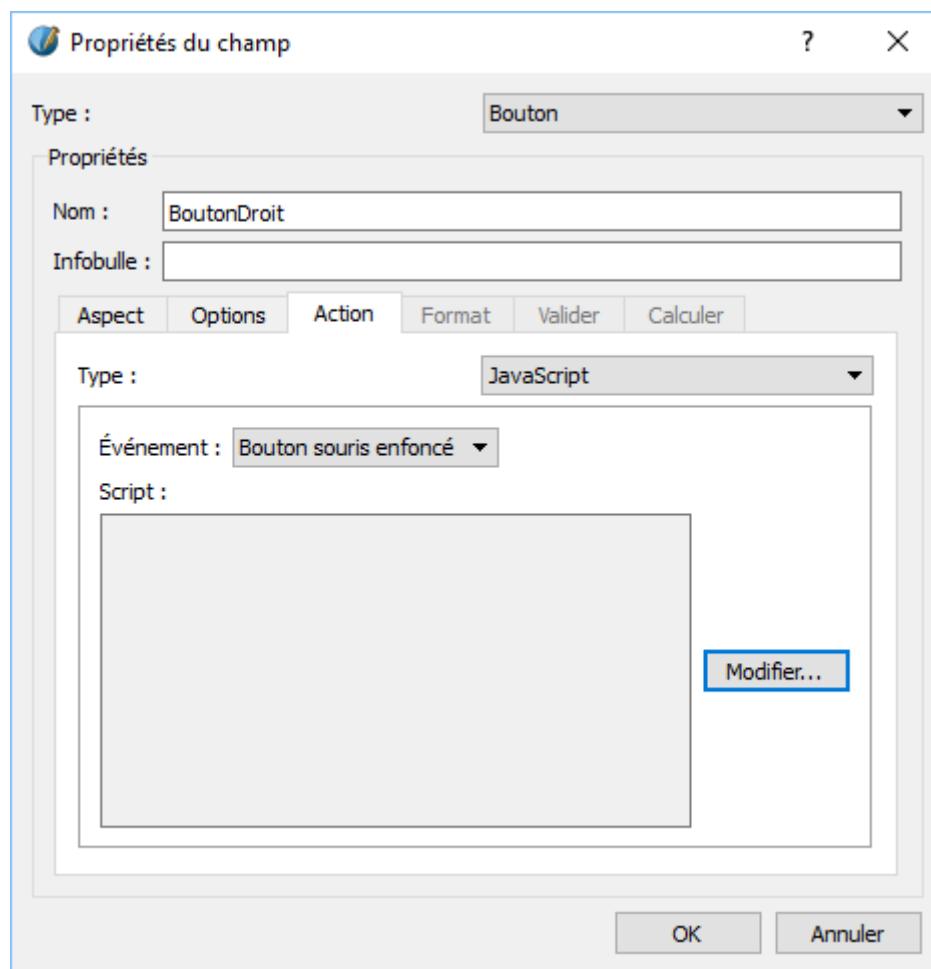 Propriétés du champ ?
Type : Bouton
Propriétés
Nom : BoutonDroit
Infobulle :
Aspect Options Action Format Valider Calculer
Type : JavaScript
Événement : Bouton souris enfoncé
Script :
Modifier...
OK Annuler